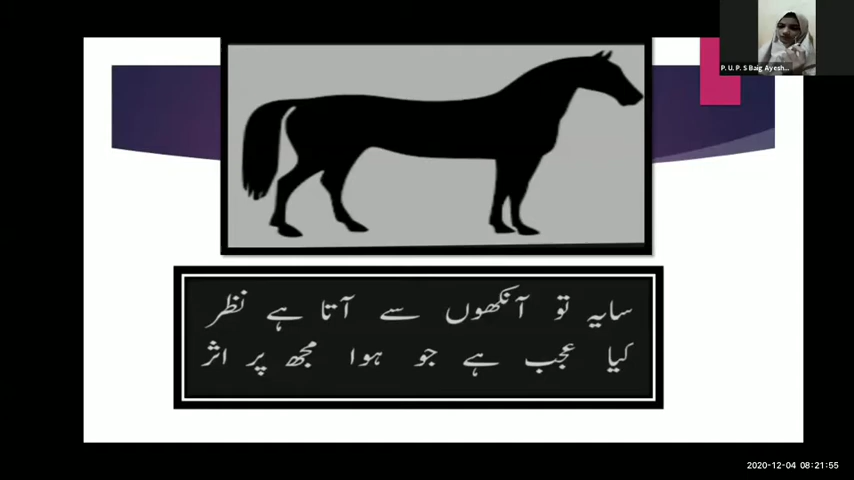 P. U. P. S Baig Ayesh...
سایہ تو آنکھوں سے آتا ہے نظر
کیا عجب ہے جو ہوا مجھ پر اثر
2020-12-04 08:21:55